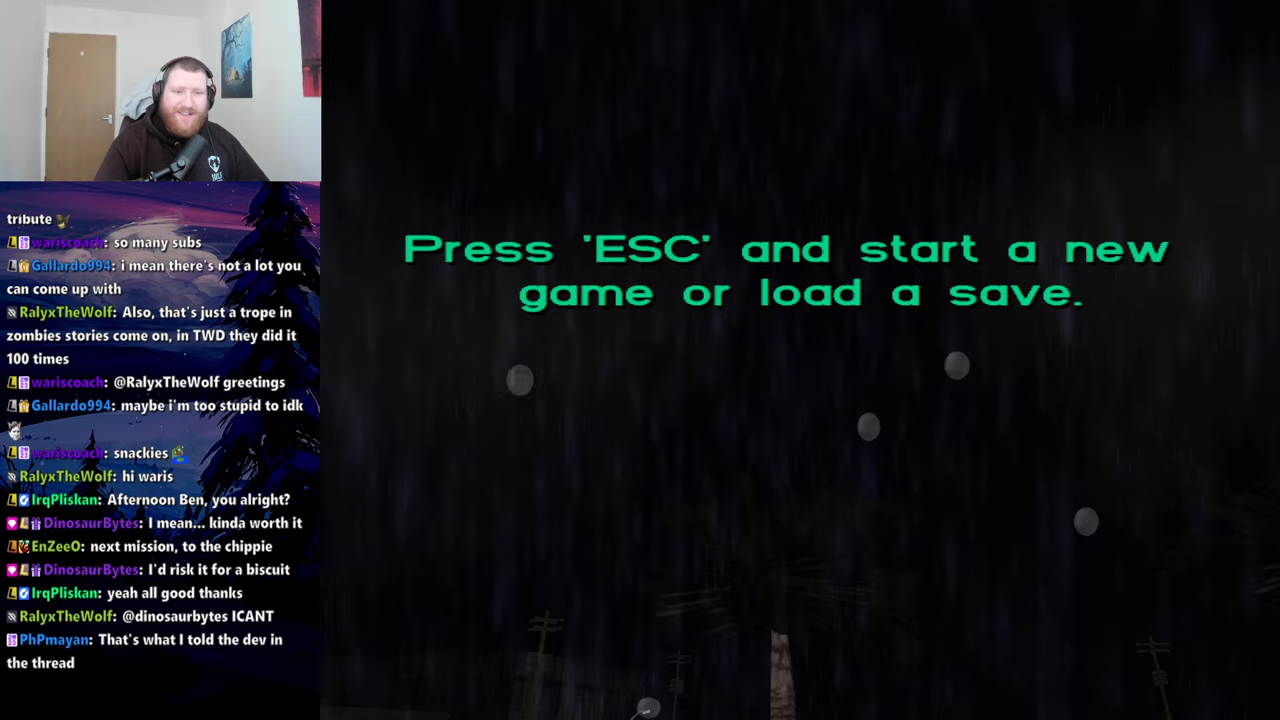 tribute
wariscoach: so many subs
Gallardo994: i mean there's not a lot you
can come up with
RalyxTheWolf: Also, that's just a trope in
zombies stories come on, in TWD they did it
100 times
wariscoach: @RalyxTheWolf greetings
Gallardo994: maybe i'm too stupid to idk
wariscoach: snackies
RalyxTheWolf: hi waris
IrqPliskan: Afternoon Ben, you alright?
DinosaurBytes: I mean... kinda worth it
EnZeeO: next mission, to the chippie
DinosaurBytes: I'd risk it for a biscuit
IrqPliskan: yeah all good thanks
RalyxTheWolf: @dinosaurbytes ICANT
PhPmayan: That's what I told the dev in
the thread
Press 'ESC' and start a new
game or load a save.